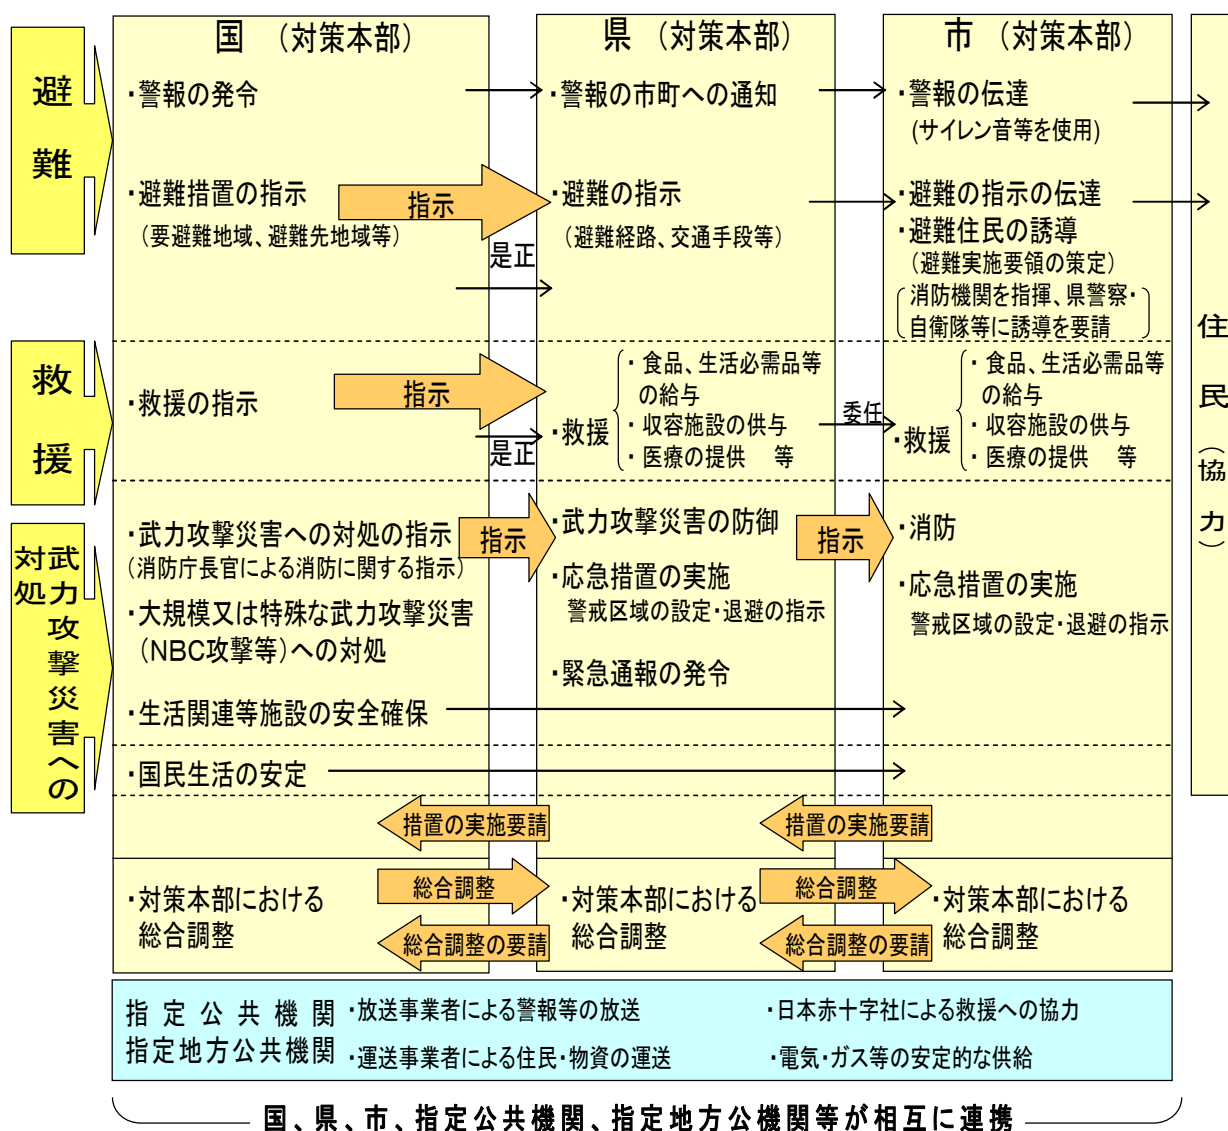 避難
国 (対策本部)
・警報の発令
・避難措置の指示
(要避難地域、避難先地域等)
指示
是正
県 (対策本部)
・警報の市町への通知
・避難の指示
(避難経路、交通手段等)
市 (対策本部)
・警報の伝達
(サイレン音等を使用)
・避難の指示の伝達
・避難住民の誘導
(避難実施要領の策定)
消防機関を指揮、県警察・
自衛隊等に誘導を要請
住民(協力)
救援
・救援の指示
指示
是正
・救援
・食品、生活必需品等
の給与
・収容施設の供与
・医療の提供 等
委任
・救援
・食品、生活必需品等
の給与
・収容施設の供与
・医療の提供 等
武力攻撃災害への
対処
・武力攻撃災害への対処の指示
(消防庁長官による消防に関する指示)
・大規模又は特殊な武力攻撃災害
(NBC攻撃等)への対処
・生活関連等施設の安全確保
指示
・武力攻撃災害の防御
・応急措置の実施
警戒区域の設定・退避の指示
・緊急通報の発令
指示
・消防
・応急措置の実施
警戒区域の設定・退避の指示
・国民生活の安定
措置の実施要請
措置の実施要請
・対策本部における
総合調整
総合調整
総合調整の要請
・対策本部における
総合調整
総合調整
総合調整の要請
・対策本部における
総合調整
指定公共機関
指定地方公共機関
・放送事業者による警報等の放送
・日本赤十字社による救援への協力
・運送事業者による住民・物資の運送
・電気・ガス等の安定的な供給
国、県、市、指定公共機関、指定地方公機関等が相互に連携